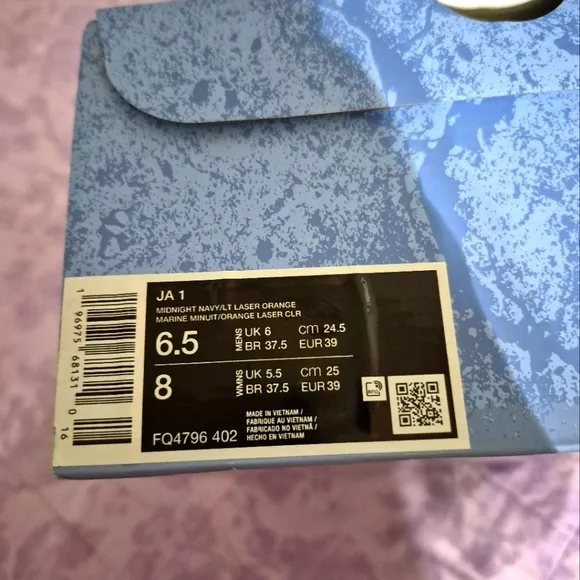 JA 1
MIDNIGHT NAVY/LT LASER ORANGE
MARINE MINUIT/ORANGE LASER CLR
6.5 MENS UK 6 CM 24.5
BR 37.5 EUR 39
8 WMNS UK 5.5 CM 25
BR 37.5 EUR 39
MADE IN VIETNAM /
FABRIQUE AU VIETNAM /
FABRICADO NO VIETNÃ /
HECHO EN VIETNAM
FQ4796 402
1 96975 68131 0 16